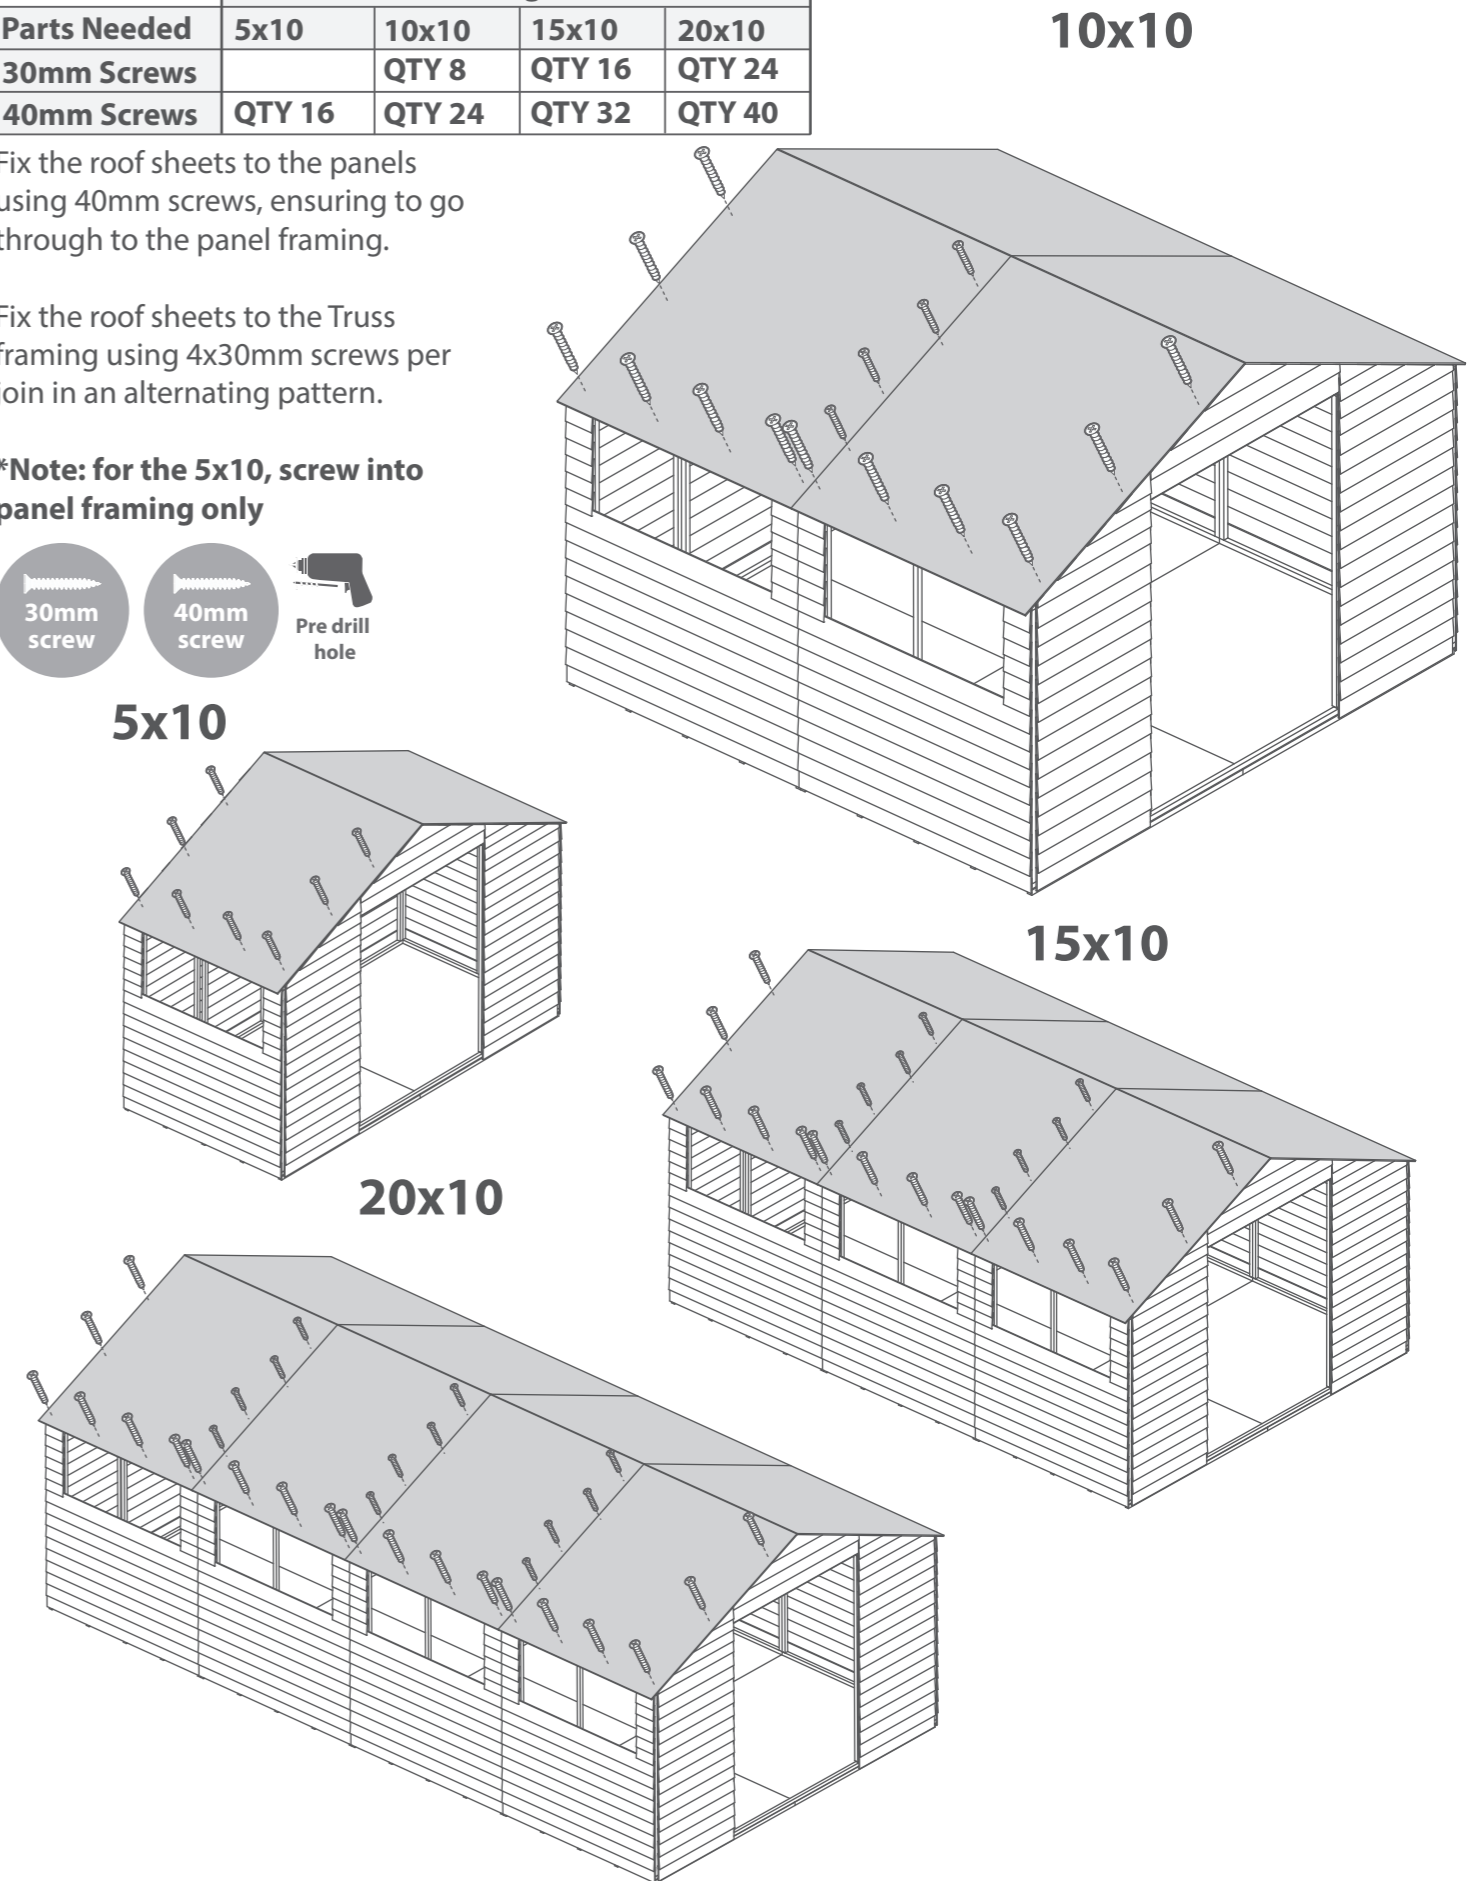 Parts Needed 5x10 10x10 15x10 20x10
30mm Screws QTY 8 QTY 16 QTY 24
40mm Screws QTY 16 QTY 24 QTY 32 QTY 40
10x10
Fix the roof sheets to the panels
using 40mm screws, ensuring to go
through to the panel framing.
Fix the roof sheets to the Truss
framing using 4x30mm screws per
join in an alternating pattern.
*Note: for the 5x10, screw into
panel framing only
30mm
screw
40mm
screw
Pre drill
hole
5x10
15x10
20x10